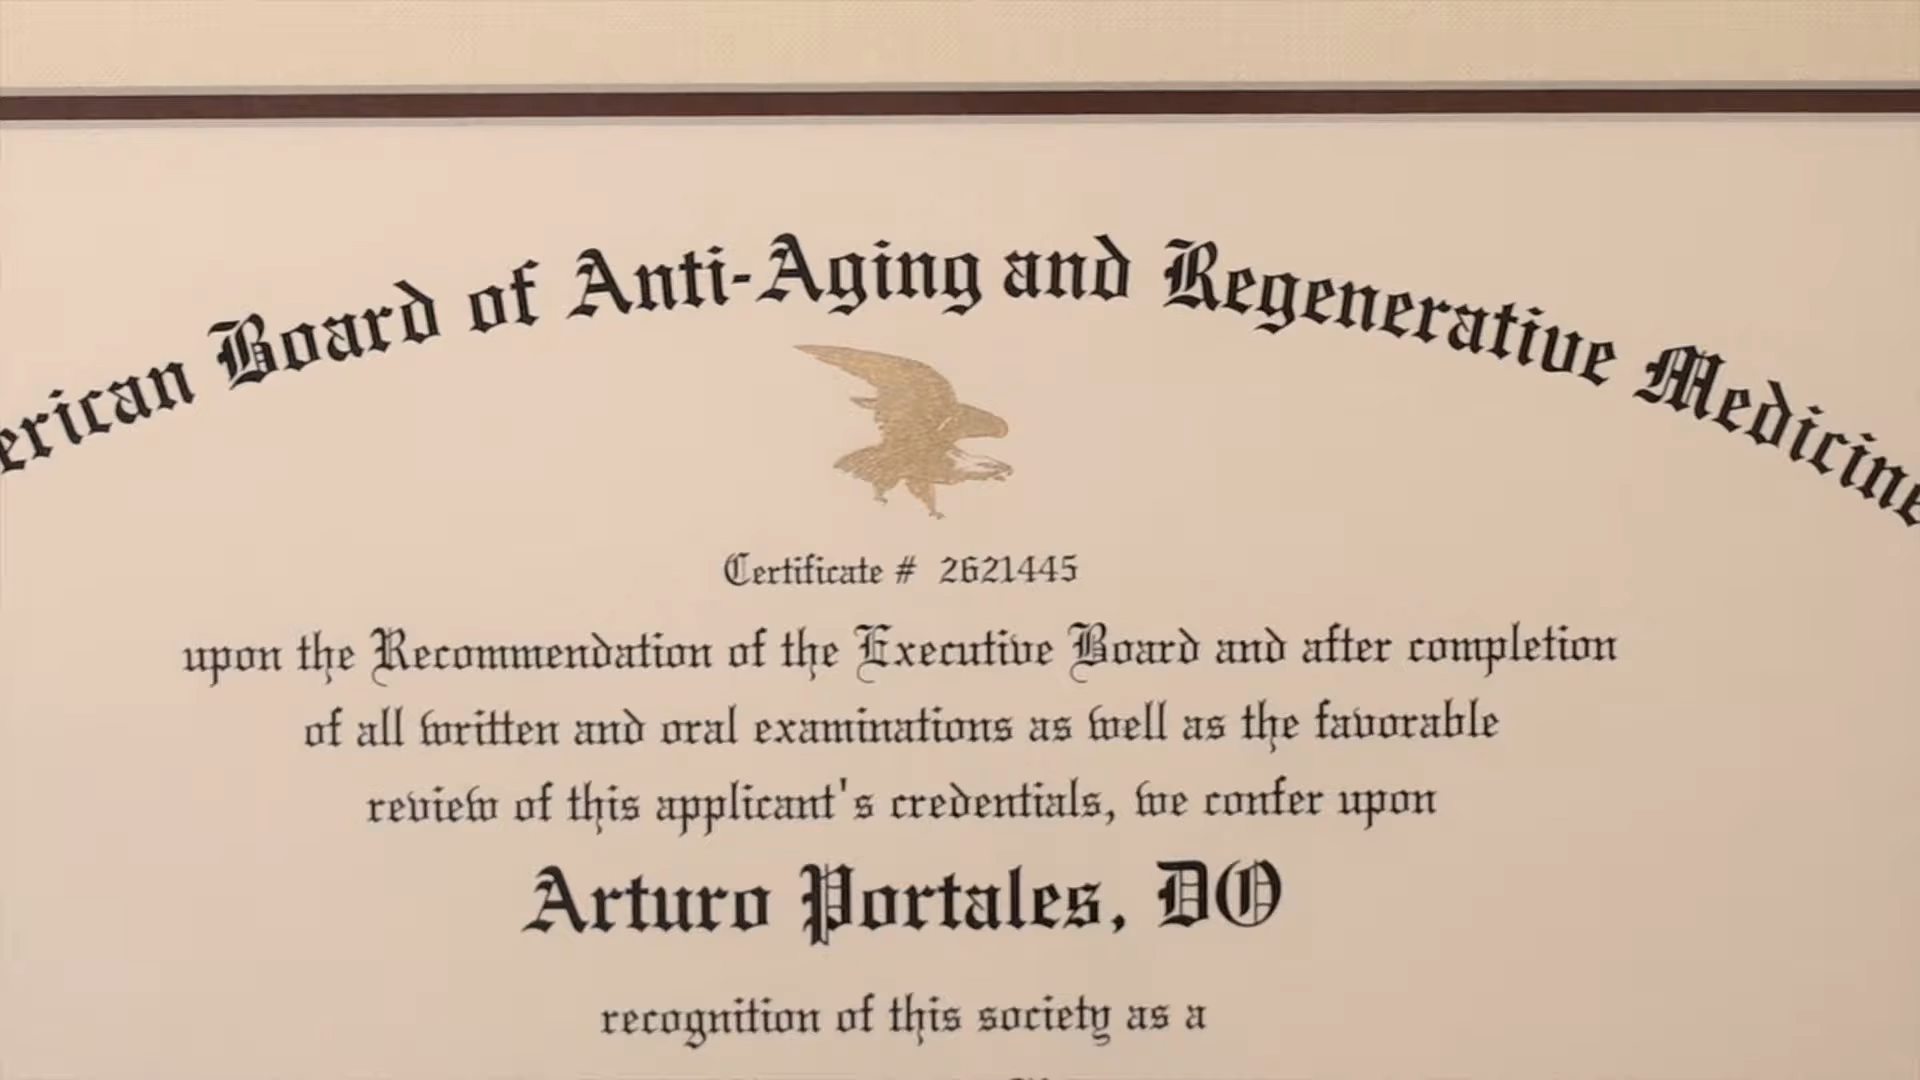 erican Board of Anti-Aging and Regenerative Medicine
Certificate # 2621445
upon the Recommendation of the Executive Board and after completion
of all written and oral examinations as well as the favorable
review of this applicant's credentials, we confer upon
Arturo Portales, DO
recognition of this society as a